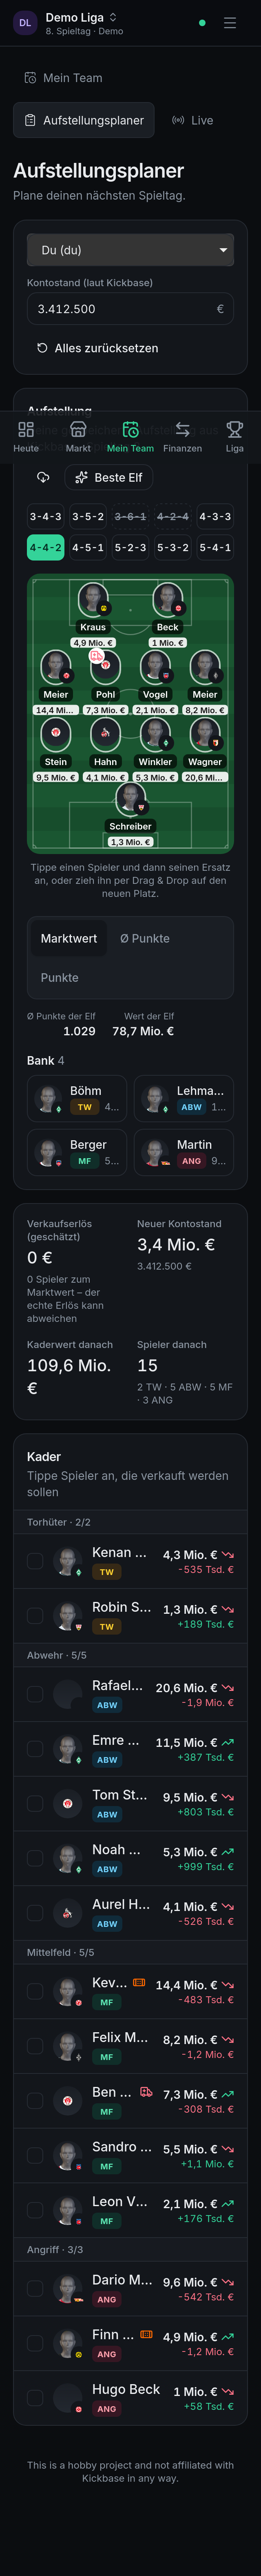 DL
Demo Liga
8. Spieltag · Demo
Mein Team
Aufstellungsplaner
Live
Aufstellungsplaner
Plane deinen nächsten Spieltag.
Du (du)
Kontostand (laut Kickbase)
3.412.500 €
Alles zurücksetzen
Aufstellung
Heute
Markt
Mein Team
Finanzen
Liga
Beste Elf
3-4-3
3-5-2
3-6-1
4-2-4
4-3-3
4-4-2
4-5-1
5-2-3
5-3-2
5-4-1
Kraus
Beck
4,9 Mio. €
1 Mio. €
Meier
Pohl
Vogel
Meier
14,4 Mi...
7,3 Mio. €
2,1 Mio. €
8,2 Mio. €
Stein
Hahn
Winkler
Wagner
9,5 Mio. €
4,1 Mio. €
5,3 Mio. €
20,6 Mi...
Schreiber
1,3 Mio. €
Tippe einen Spieler und dann seinen Ersatz
an, oder zieh ihn per Drag & Drop auf den
neuen Platz.
Marktwert
Ø Punkte
Punkte
Ø Punkte der Elf
Wert der Elf
1.029
78,7 Mio. €
Bank 4
Böhm
TW
4...
Lehma...
ABW
1...
Berger
MF
5...
Martin
ANG
9...
Verkaufserlös
(geschätzt)
0 €
0 Spieler zum
Marktwert – der
echte Erlös kann
abweichen
Neuer Kontostand
3,4 Mio. €
3.412.500 €
Kaderwert danach
109,6 Mio.
€
Spieler danach
15
2 TW · 5 ABW · 5 MF
· 3 ANG
Kader
Tippe Spieler an, die verkauft werden
sollen
Torhüter · 2/2
Kenan ...
4,3 Mio. €
TW
-535 Tsd. €
Robin S...
1,3 Mio. €
TW
+189 Tsd. €
Abwehr · 5/5
Rafael...
20,6 Mio. €
ABW
-1,9 Mio. €
Emre ...
11,5 Mio. €
ABW
+387 Tsd. €
Tom St...
9,5 Mio. €
ABW
+803 Tsd. €
Noah ...
5,3 Mio. €
ABW
+999 Tsd. €
Aurel H...
4,1 Mio. €
ABW
-526 Tsd. €
Mittelfeld · 5/5
Kev...
14,4 Mio. €
MF
-483 Tsd. €
Felix M...
8,2 Mio. €
MF
-1,2 Mio. €
Ben ...
7,3 Mio. €
MF
-308 Tsd. €
Sandro ...
5,5 Mio. €
MF
+1,1 Mio. €
Leon V...
2,1 Mio. €
MF
+176 Tsd. €
Angriff · 3/3
Dario M...
9,6 Mio. €
ANG
-542 Tsd. €
Finn ...
4,9 Mio. €
ANG
-1,2 Mio. €
Hugo Beck
1 Mio. €
ANG
+58 Tsd. €
This is a hobby project and not affiliated with
Kickbase in any way.